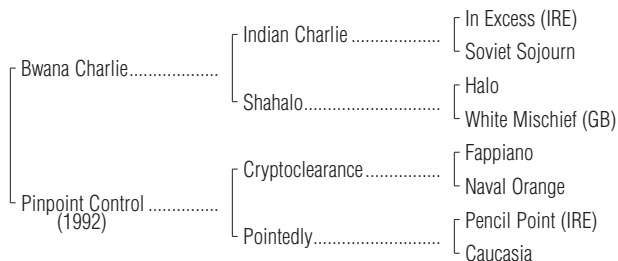 In Excess (IRE)
Indian Charlie ....................
Soviet Sojourn
Bwana Charlie....................
Halo
Shahalo..............................
White Mischief (GB)
Fappiano
Cryptoclearance .................
Naval Orange
Pinpoint Control ................
(1992)
Pencil Point (IRE)
Pointedly............................
Caucasia